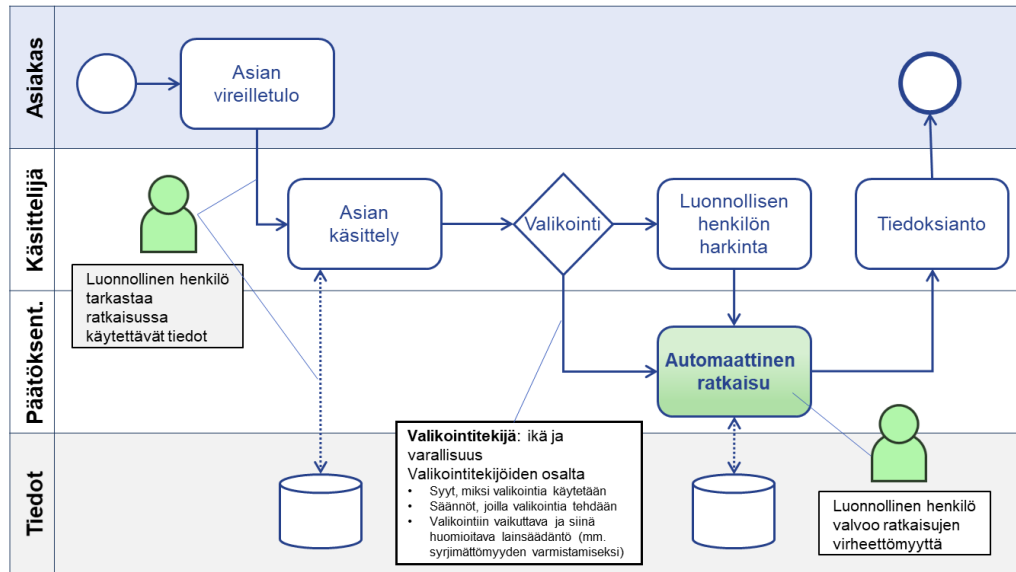 Asiakas
Asian
vireilletulo
Käsittelijä
Asian
käsittely
Valikointi
Luonnollisen
henkilön
harkinta
Tiedoksianto
Luonnollinen henkilö
tarkastaa
ratkaisussa
käytettävät tiedot
Päätöksent.
Automaattinen
ratkaisu
Tiedot
Valikointitekijä: ikä ja
varallisuus
Valikointitekijöiden osalta
• Syyt, miksi valikointia käytetään
• Säännöt, joilla valikointia tehdään
• Valikointiin vaikuttava ja siinä
huomioitava lainsäädäntö (mm.
syrjimättömyyden varmistamiseksi)
Luonnollinen henkilö
valvoo ratkaisujen
virheettömyyttä